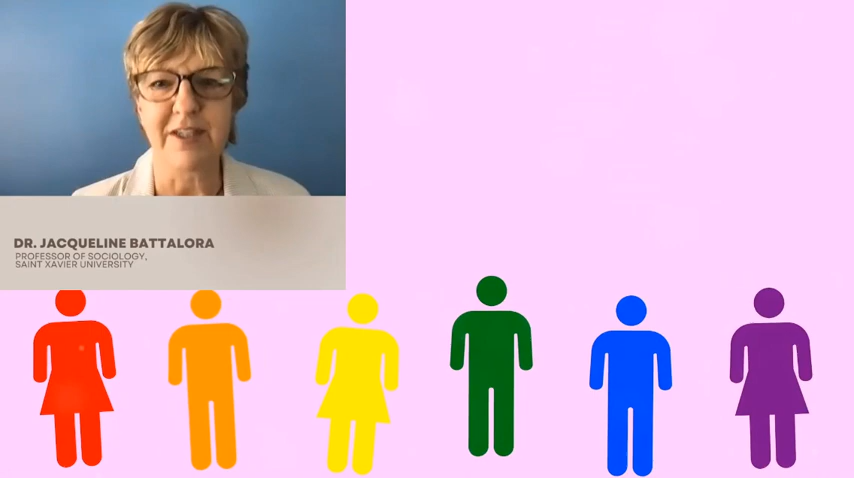 DR. JACQUELINE BATTALORA
PROFESSOR OF SOCIOLOGY,
SAINT XAVIER UNIVERSITY